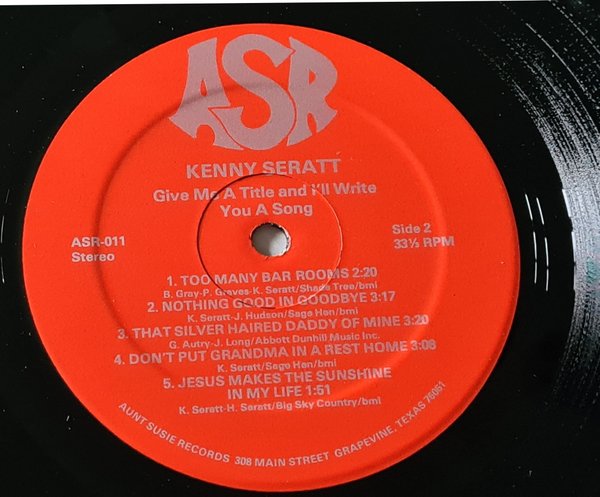 ASR
KENNY SERATT
Give Me A Title and I'll Write
You A Song
ASR-011
Stereo
Side 2
33⅓ RPM
1. TOO MANY BAR ROOMS 2:20
B. Gray-P. Graves-K. Seratt/Shade Tree/bmi
2. NOTHING GOOD IN GOODBYE 3:17
K. Seratt-J. Hudson/Sage Hen/bmi
3. THAT SILVER HAIRED DADDY OF MINE 3:20
G. Autry-J. Long/Abbott Dunhill Music Inc.
4. DON'T PUT GRANDMA IN A REST HOME 3:08
K. Seratt/Sage Hen/bmi
5. JESUS MAKES THE SUNSHINE
IN MY LIFE 1:51
K. Seratt-H. Seratt/Big Sky Country/bmi
AUNT SUSIE RECORDS 308 MAIN STREET GRAPEVINE, TEXAS 76051